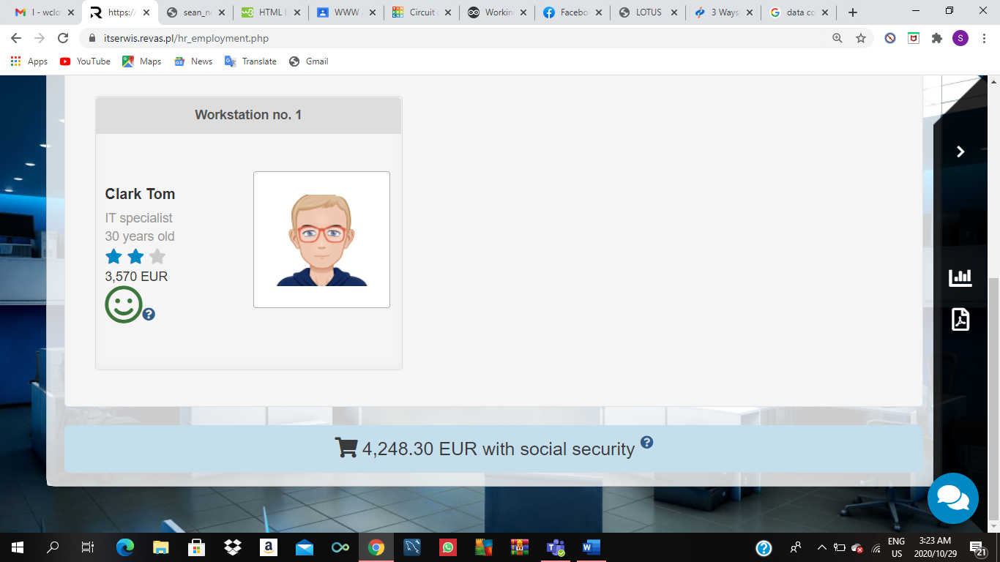 I - wclo
https:/
sean_n
HTML
WWW
Circuit
Workin
Facebo
LOTUS
3 Ways
data co
itserwis.revas.pl/hr_employment.php
S
Apps
YouTube
Maps
News
Translate
Gmail
Workstation no. 1
Clark Tom
IT specialist
30 years old
3,570 EUR
?
4,248.30 EUR with social security ?
ENG
US
3:23 AM
2020/10/29
21